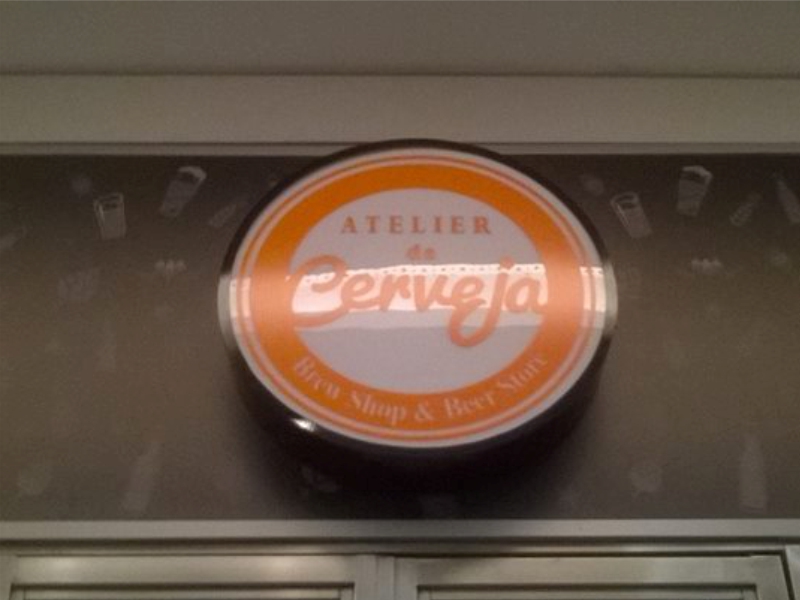 ATELIER
da
Cerveja
Brew Shop & Beer Store